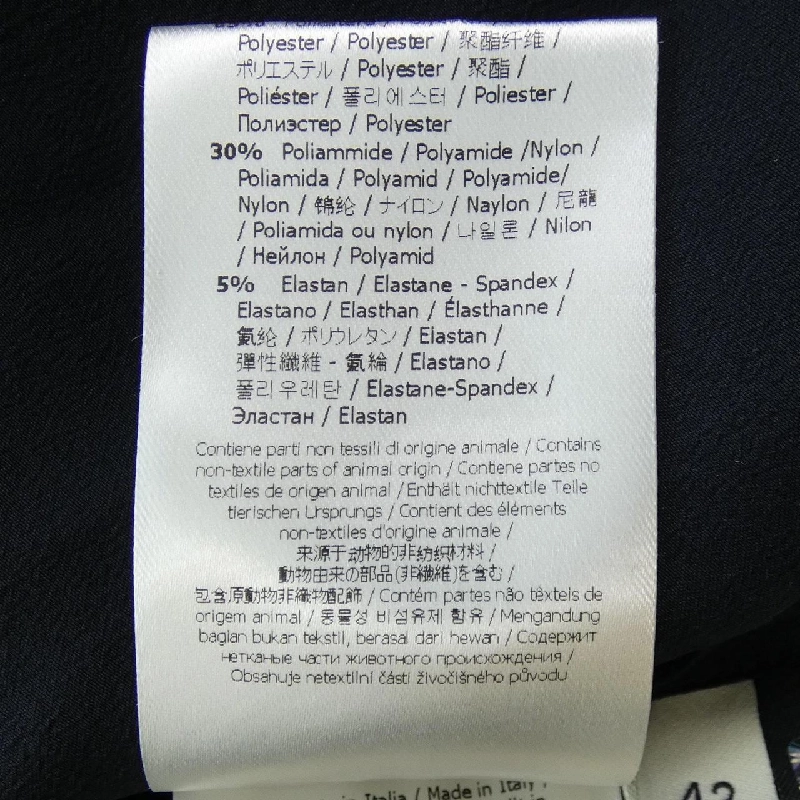 Polyester / Polyester / 聚酯纤维 /
ポリエステル / Polyester / 聚酯 /
Poliéster / 폴리에스터 / Poliester /
Полиэстер / Polyester
30% Poliammide / Polyamide /Nylon /
Poliamida / Polyamid / Polyamide/
Nylon / 锦纶 / ナイロン / Naylon / 尼龍
/ Poliamida ou nylon / 나일론 / Nilon
/ Нейлон / Polyamid
5% Elastan / Elastane - Spandex /
Elastano / Elasthan / Élasthanne /
氨纶 / ポリウレタン / Elastan /
彈性纖維 - 氨綸 / Elastano /
폴리우레탄 / Elastane-Spandex /
Эластан / Elastan
Contiene parti non tessili di origine animale / Contains
non-textile parts of animal origin / Contiene partes no
textiles de origen animal / Enthält nichttextile Teile
tierischen Ursprungs / Contient des éléments
non-textiles d'origine animale /
来源于动物的非纺织材料 /
動物由来の部品(非繊維)を含む /
包含原動物非織物配飾 / Contém partes não têxteis de
origem animal / 동물성 비섬유제 함유 / Mengandung
bagian bukan tekstil, berasal dari hewan / Содержит
нетканые части животного происхождения /
Obsahuje netextilní části živočišného původu
Italia / Made in Italy /
42